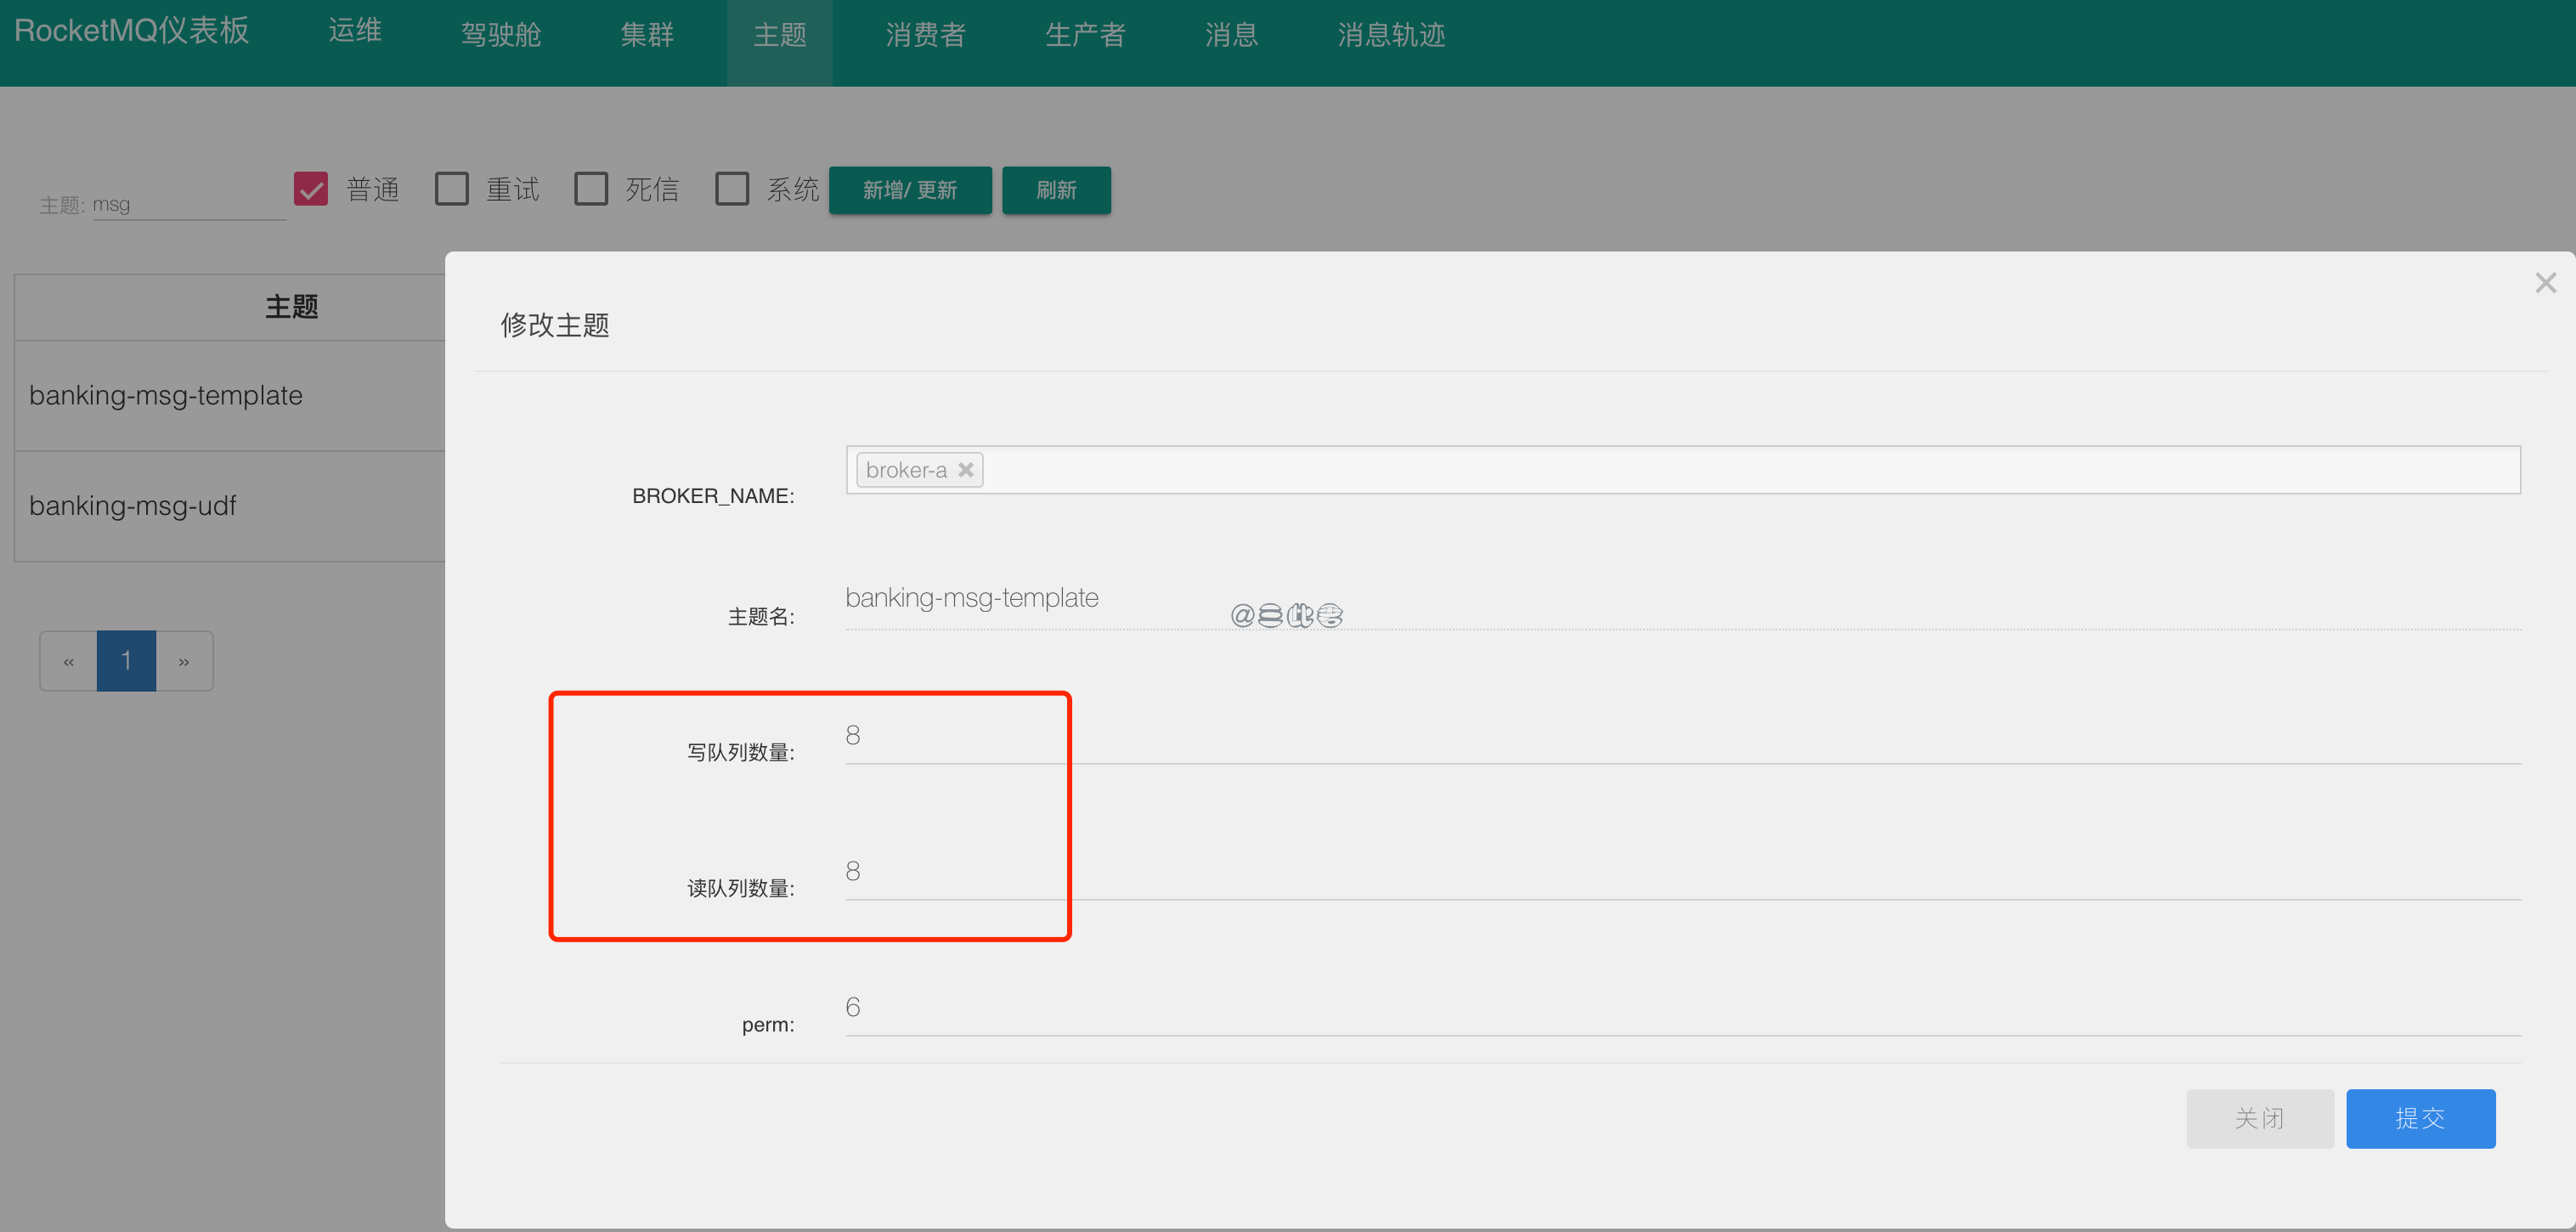 RocketMQ仪表板 运维 驾驶舱 集群 主题 消费者 生产者 消息 消息轨迹
主题: msg 普通 重试 死信 系统 新增/ 更新 刷新
主题
banking-msg-template
banking-msg-udf
« 1 »
修改主题
BROKER_NAME: broker-a
主题名: banking-msg-template
写队列数量: 8
读队列数量: 8
perm: 6
关闭 提交